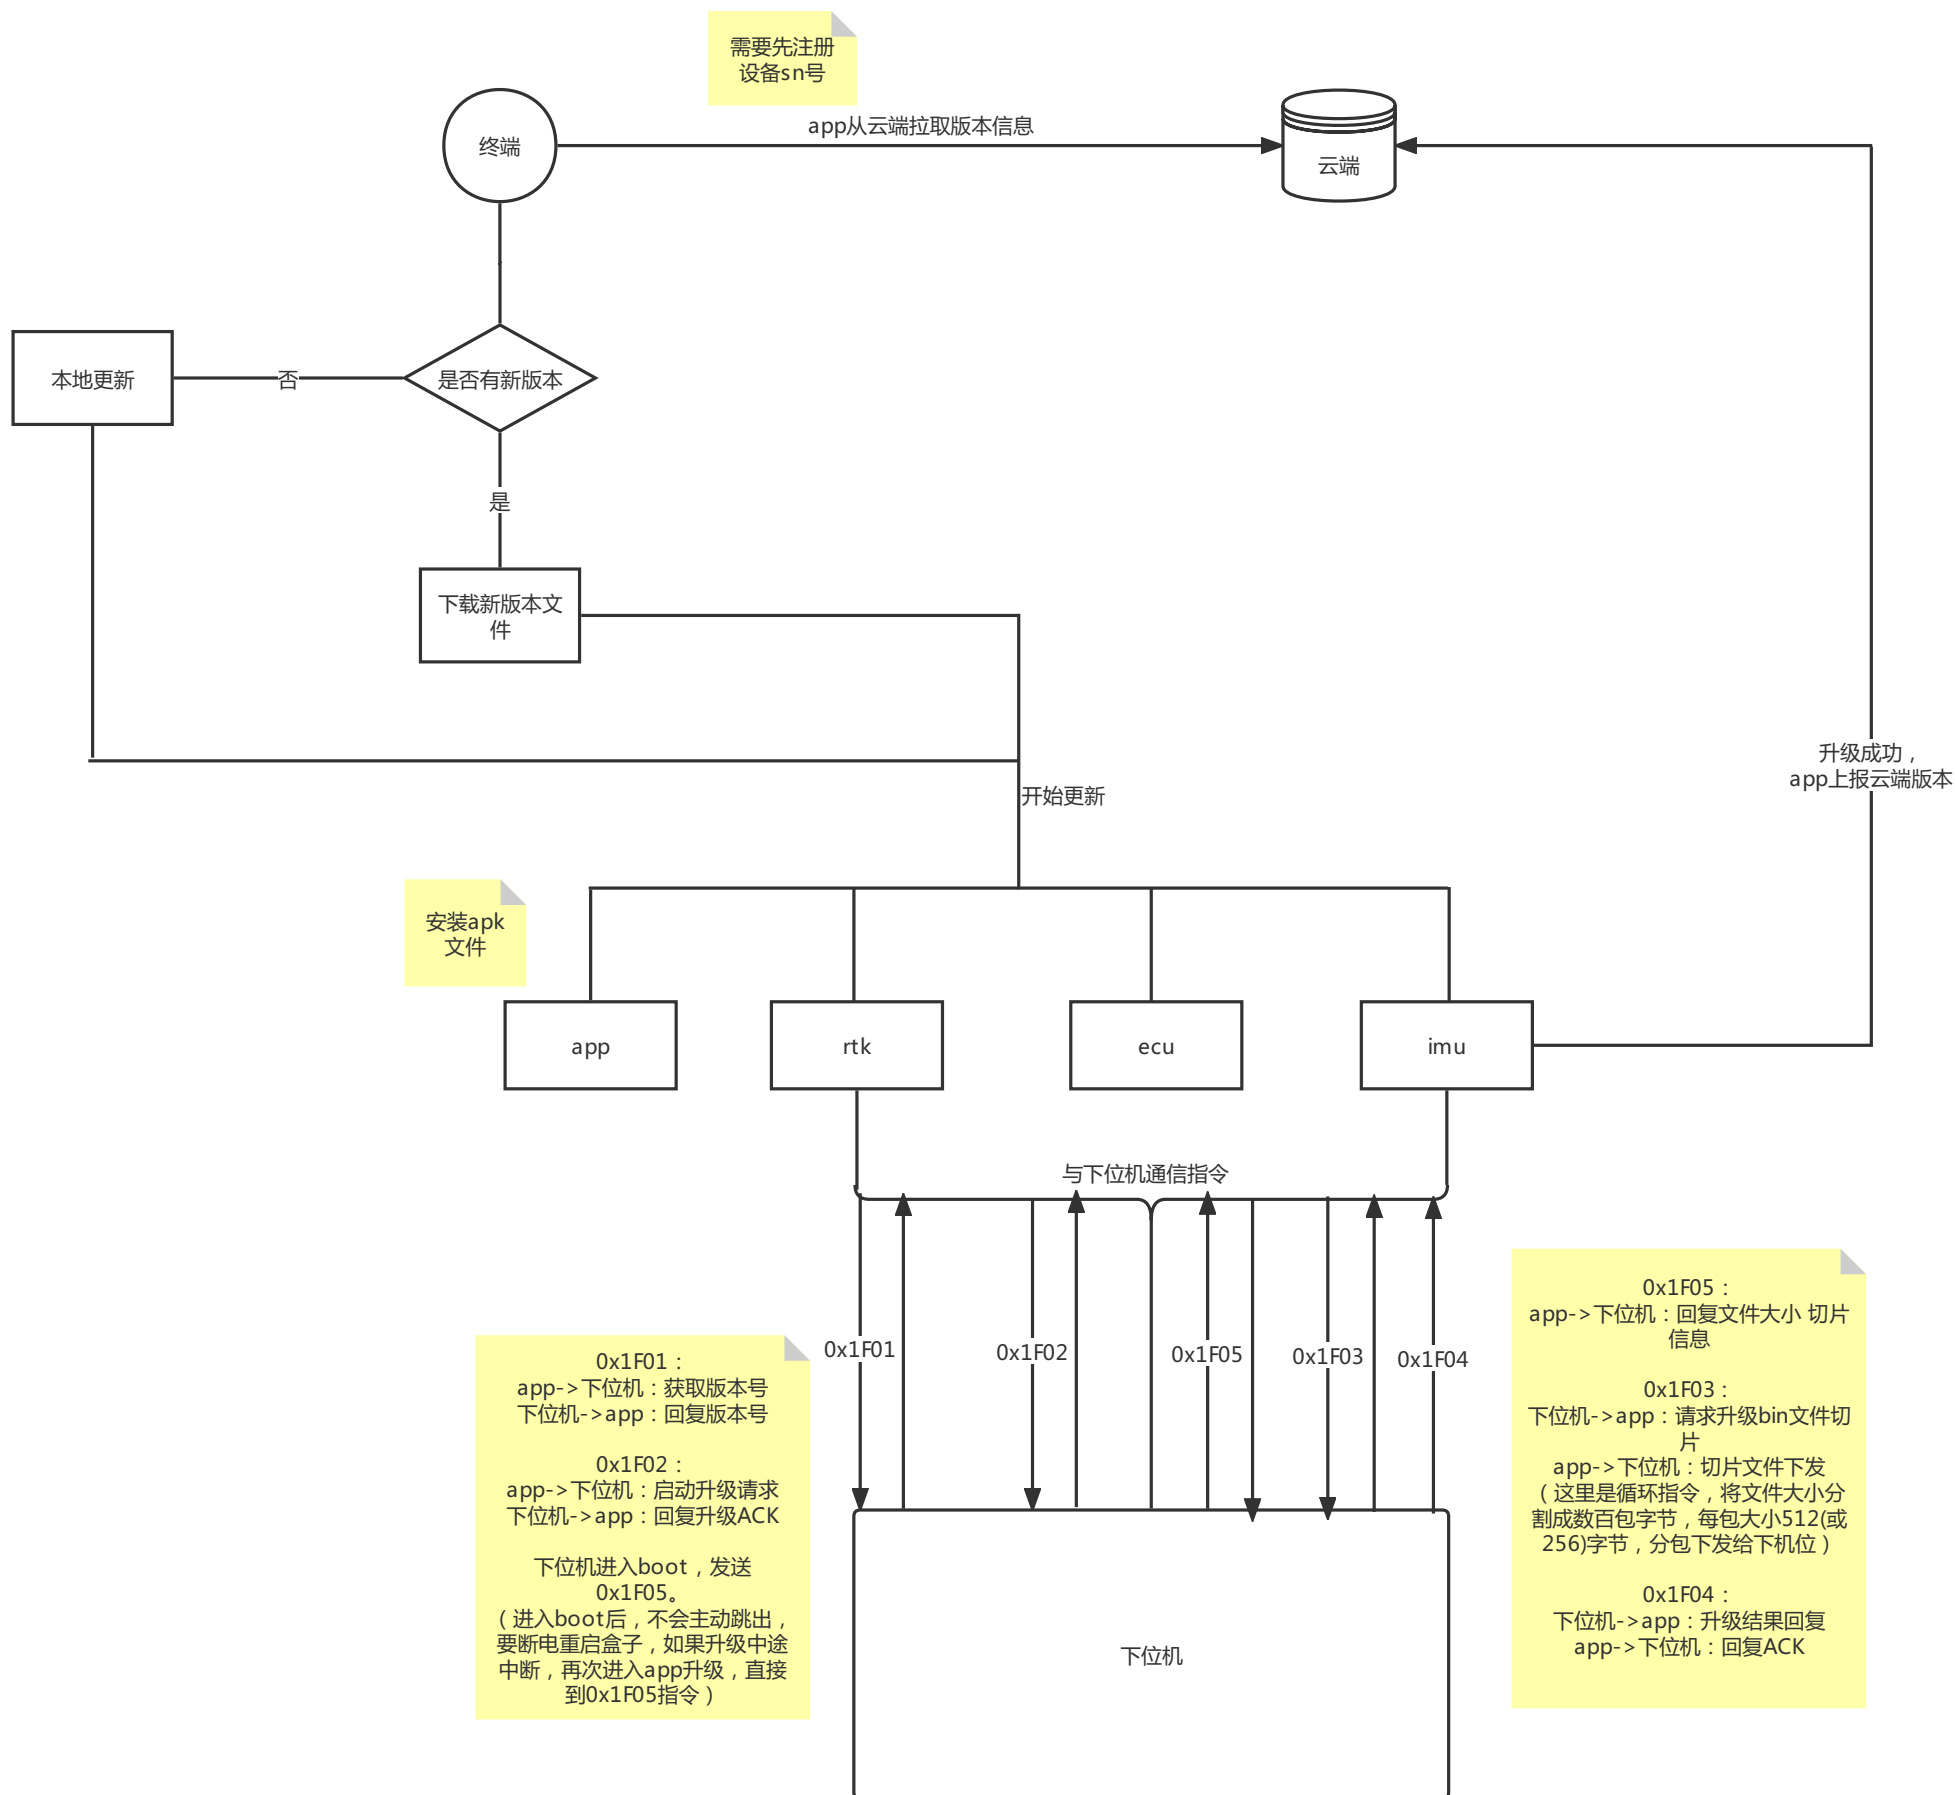 需要先注册
设备sn号
app从云端拉取版本信息
终端
云端
本地更新
否
是否有新版本
是
下载新版本文
件
升级成功，
app上报云端版本
开始更新
安装apk
文件
app
rtk
ecu
imu
与下位机通信指令
0x1F01
0x1F02
0x1F05
0x1F03
0x1F04
0x1F01：
app->下位机：获取版本号
下位机->app：回复版本号
0x1F02：
app->下位机：启动升级请求
下位机->app：回复升级ACK
下位机进入boot，发送
0x1F05。
（进入boot后，不会主动跳出，
要断电重启盒子，如果升级中途
中断，再次进入app升级，直接
到0x1F05指令）
0x1F05：
app->下位机：回复文件大小 切片
信息
0x1F03：
下位机->app：请求升级bin文件切
片
app->下位机：切片文件下发
（这里是循环指令，将文件大小分
割成数百包字节，每包大小512(或
256)字节，分包下发给下机位）
0x1F04：
下位机->app：升级结果回复
app->下位机：回复ACK
下位机